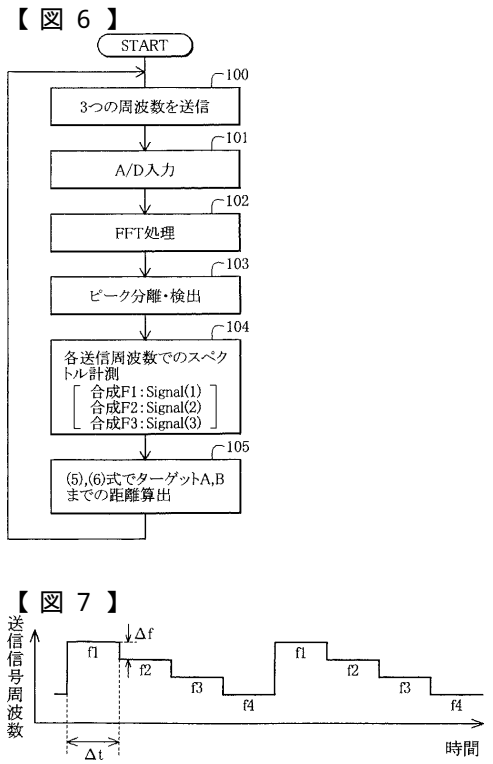 【図6】
START
100
3つの周波数を送信
101
A/D入力
102
FFT処理
103
ピーク分離・検出
104
各送信周波数でのスペク
トル計測
合成F1:Signal(1)
合成F2:Signal(2)
合成F3:Signal(3)
105
(5),(6)式でターゲットA,B
までの距離算出
【図7】
送信信号周波数
f1 Δf f2 f3 f4 f1 f2 f3 f4
Δt
時間